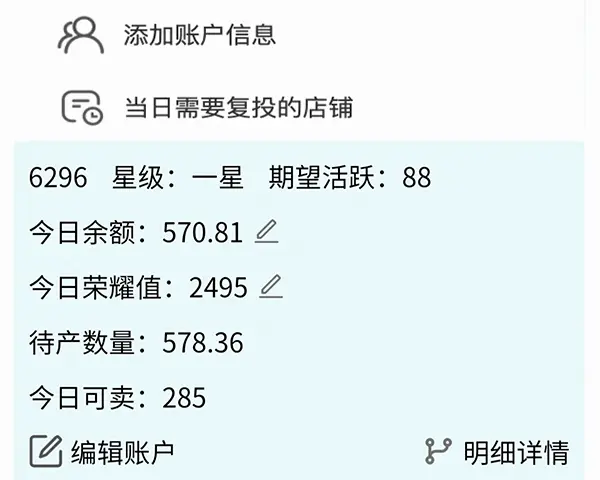 添加账户信息
当日需要复投的店铺
6296 星级：一星 期望活跃：88
今日余额：570.81
今日荣耀值：2495
待产数量：578.36
今日可卖：285
编辑账户 明细详情